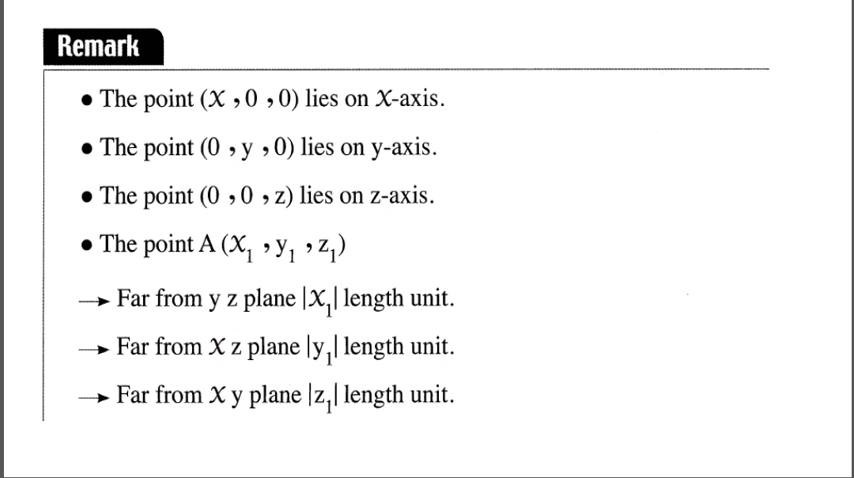 Remark
• The point (x , 0 , 0) lies on x-axis.
• The point (0 , y , 0) lies on y-axis.
• The point (0 , 0 , z) lies on z-axis.
• The point A (x₁ , y₁ , z₁)
→ Far from y z plane |x₁| length unit.
→ Far from x z plane |y₁| length unit.
→ Far from x y plane |z₁| length unit.